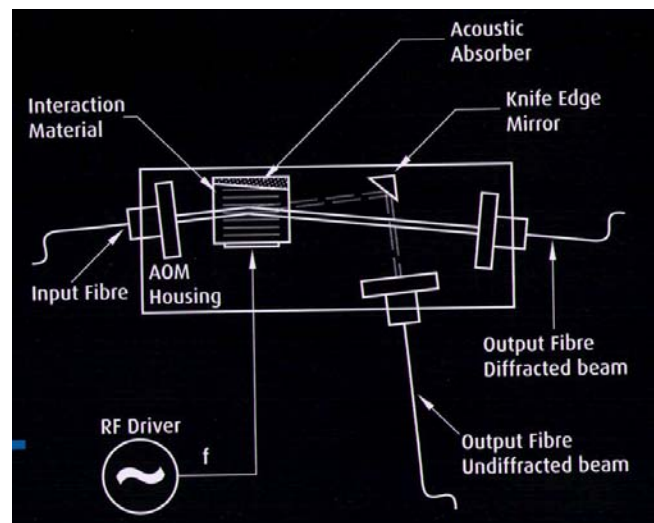 Acoustic
Absorber
Interaction
Material
Knife Edge
Mirror
AOM
Housing
Input Fibre
Output Fibre
Diffracted beam
RF Driver
f
Output Fibre
Undiffracted beam